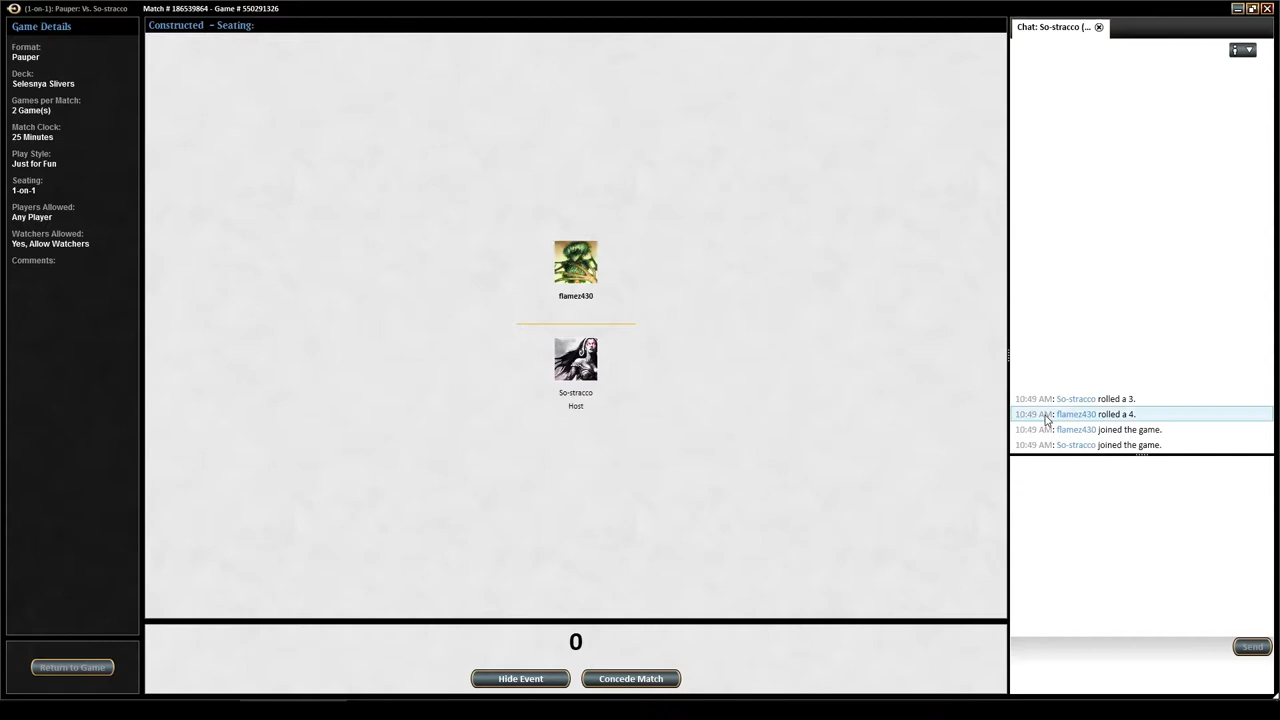 (1-on-1): Pauper: Vs. So-stracco
Match # 186539864 - Game # 550291326
Game Details
Format:
Pauper
Deck:
Selesnya Slivers
Games per Match:
2 Game(s)
Match Clock:
25 Minutes
Play Style:
Just for Fun
Seating:
1-on-1
Players Allowed:
Any Player
Watchers Allowed:
Yes, Allow Watchers
Comments:
Return to Game
Constructed - Seating:
flamez430
So-stracco
Host
0
Hide Event
Concede Match
Chat: So-stracco (...
10:49 AM: So-stracco rolled a 3.
10:49 AM: flamez430 rolled a 4.
10:49 AM: flamez430 joined the game.
10:49 AM: So-stracco joined the game.
Send